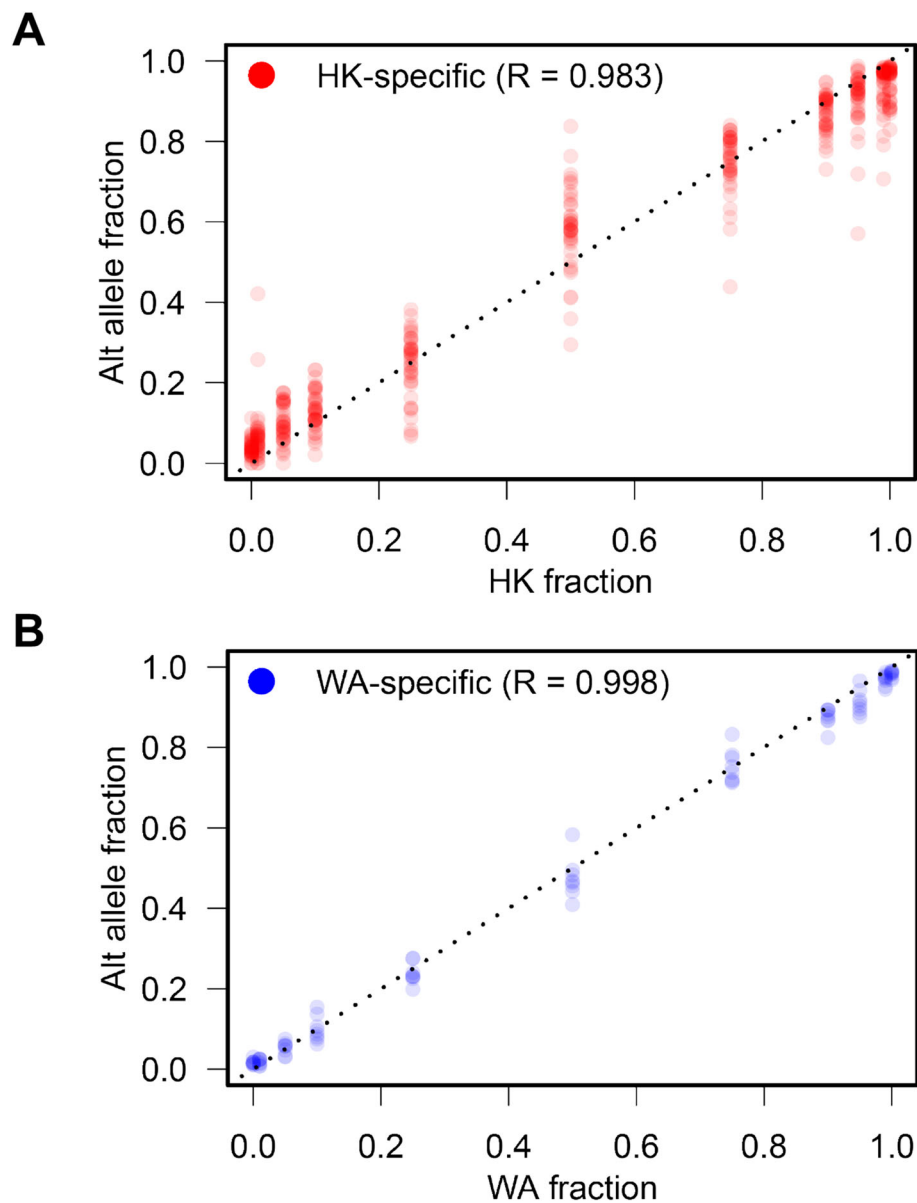 A
HK-specific (R = 0.983)
Alt allele fraction
1.0
0.8
0.6
0.4
0.2
0.0
0.0 0.2 0.4 0.6 0.8 1.0
HK fraction
B
WA-specific (R = 0.998)
Alt allele fraction
1.0
0.8
0.6
0.4
0.2
0.0
0.0 0.2 0.4 0.6 0.8 1.0
WA fraction